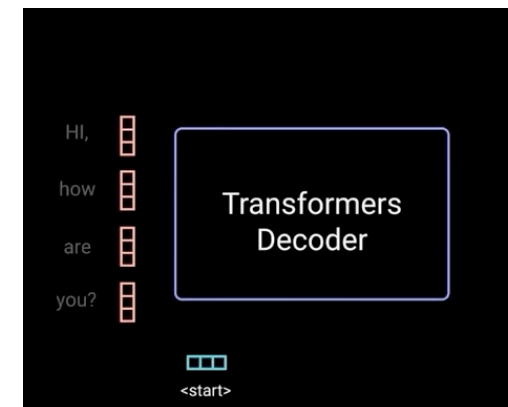 HI,
how
are
you?
Transformers
Decoder
<start>